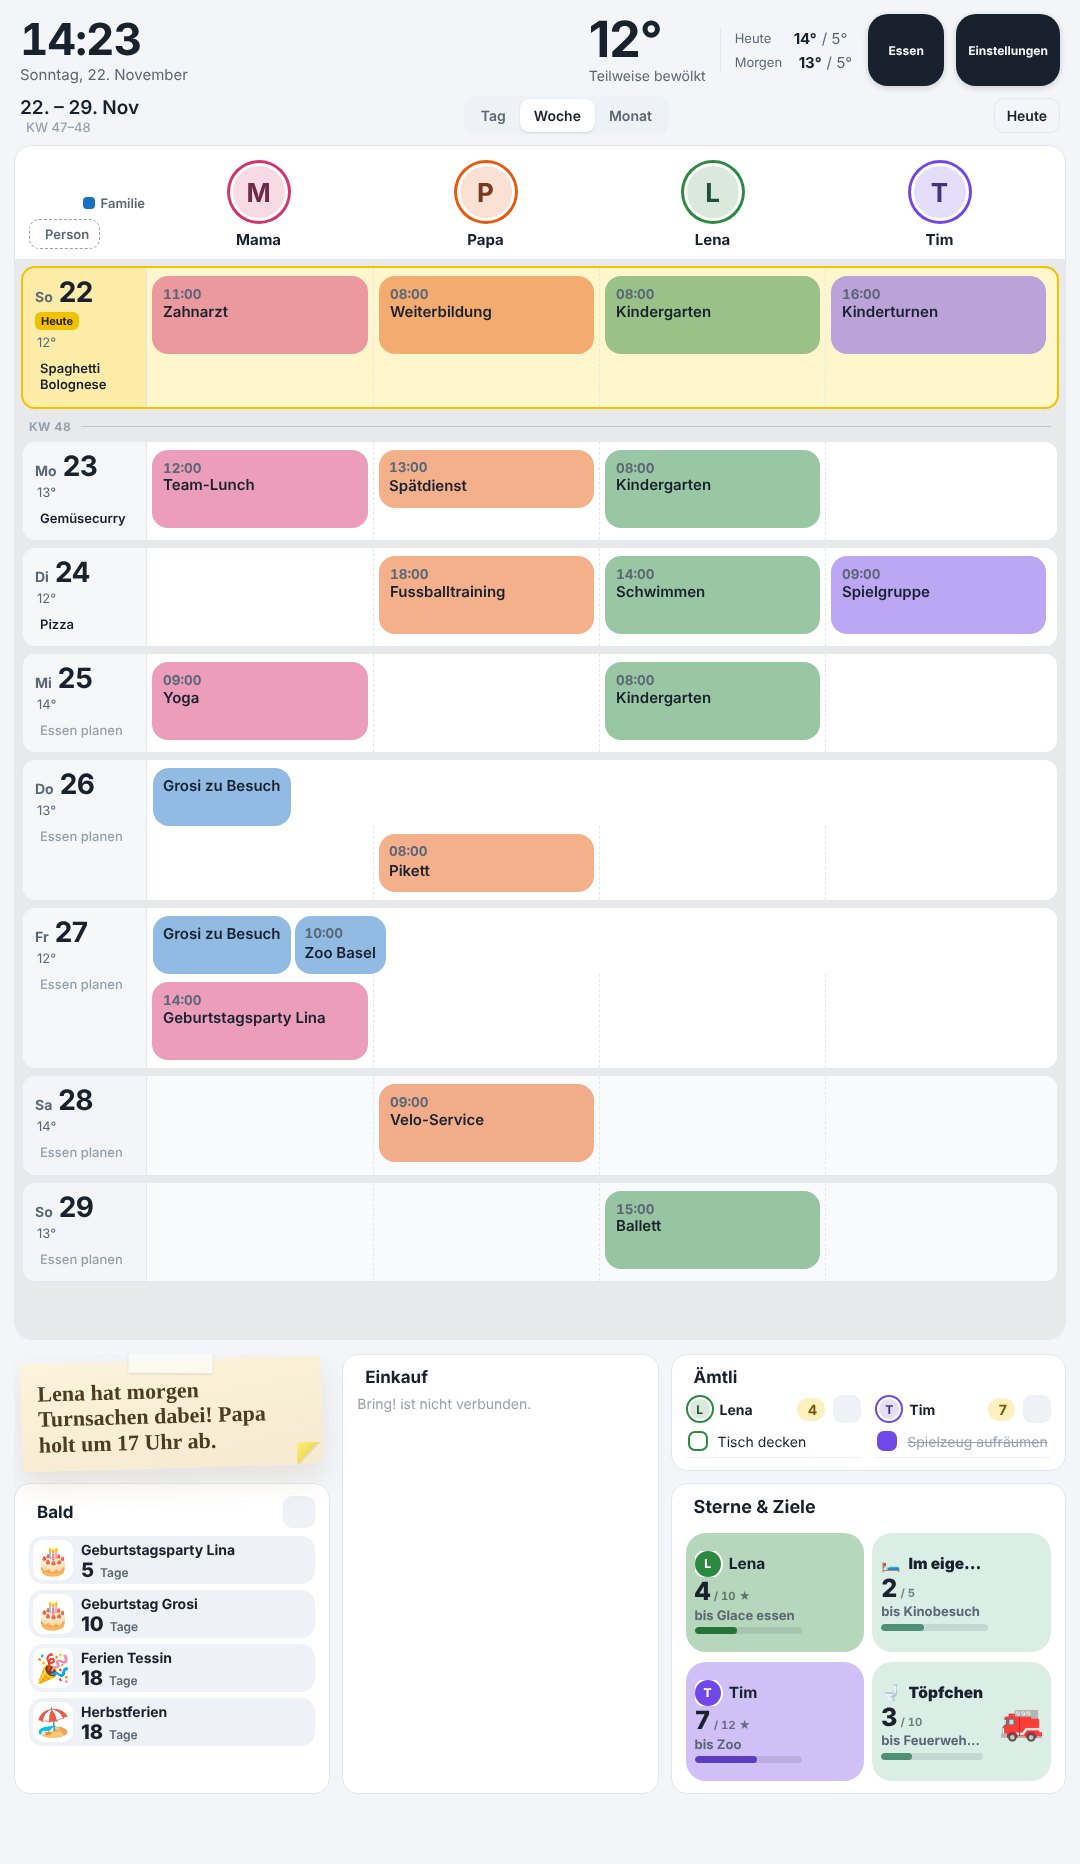 14:23
Sonntag, 22. November
12°
Teilweise bewölkt
Heute 14° / 5°
Morgen 13° / 5°
Essen
Einstellungen
22. – 29. Nov
KW 47–48
Tag Woche Monat
Heute
Familie
Person
M
Mama
P
Papa
L
Lena
T
Tim
So 22
Heute
12°
Spaghetti
Bolognese
11:00
Zahnarzt
08:00
Weiterbildung
08:00
Kindergarten
16:00
Kinderturnen
KW 48
Mo 23
13°
Gemüsecurry
12:00
Team-Lunch
13:00
Spätdienst
08:00
Kindergarten
Di 24
12°
Pizza
18:00
Fussballtraining
14:00
Schwimmen
09:00
Spielgruppe
Mi 25
14°
Essen planen
09:00
Yoga
08:00
Kindergarten
Do 26
13°
Essen planen
Grosi zu Besuch
08:00
Pikett
Fr 27
12°
Essen planen
Grosi zu Besuch
10:00
Zoo Basel
14:00
Geburtstagsparty Lina
Sa 28
14°
Essen planen
09:00
Velo-Service
So 29
13°
Essen planen
15:00
Ballett
Lena hat morgen
Turnsachen dabei! Papa
holt um 17 Uhr ab.
Bald
Geburtstagsparty Lina
5 Tage
Geburtstag Grosi
10 Tage
Ferien Tessin
18 Tage
Herbstferien
18 Tage
Einkauf
Bring! ist nicht verbunden.
Ämtli
L Lena 4
Tisch decken
T Tim 7
Spielzeug aufräumen
Sterne & Ziele
L Lena
4 / 10 ★
bis Glace essen
Im eige...
2 / 5
bis Kinobesuch
T Tim
7 / 12 ★
bis Zoo
Töpfchen
3 / 10
bis Feuerweh...